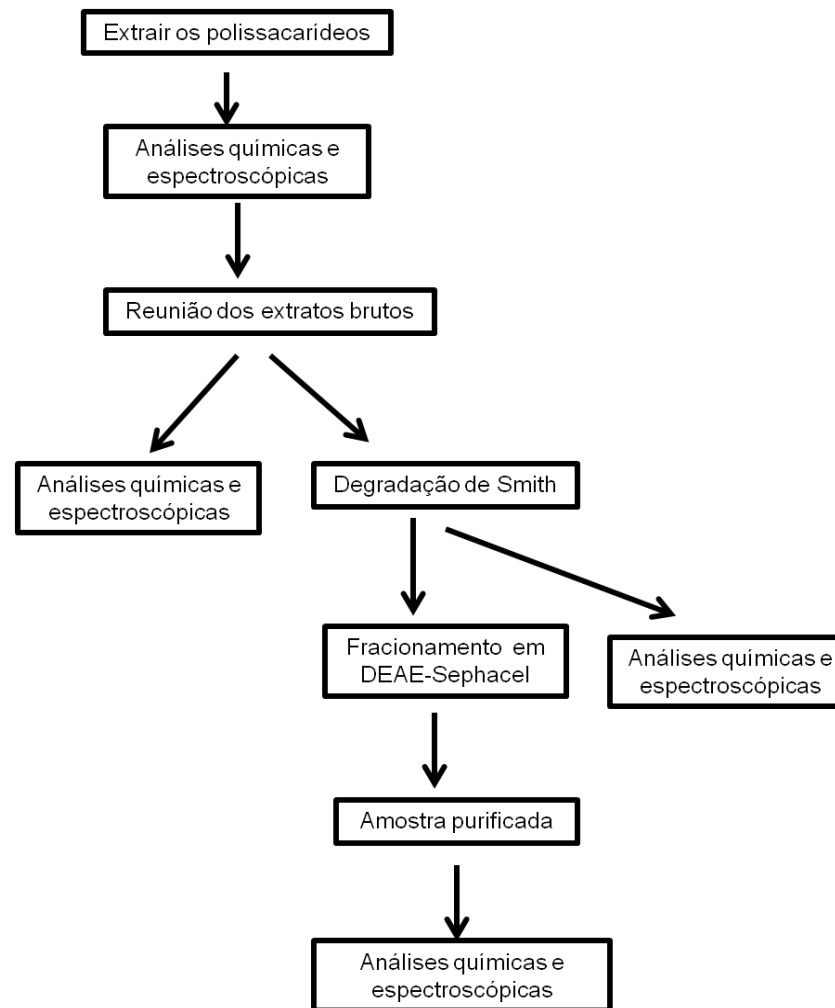 Extrair os polissacarídeos
Análises químicas e
espectroscópicas
Reunião dos extratos brutos
Análises químicas e
espectroscópicas
Degradação de Smith
Fracionamento em
DEAE-Sephacel
Análises químicas e
espectroscópicas
Amostra purificada
Análises químicas e
espectroscópicas